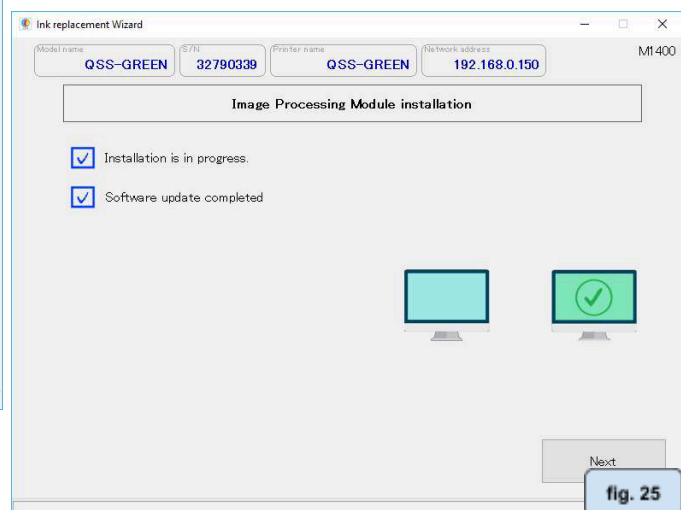 Ink replacement Wizard
Model name QSS-GREEN S/N 32790339 Printer name QSS-GREEN Network address 192.168.0.150 M1400
Image Processing Module installation
Installation is in progress.
Software update completed
Next
fig. 25